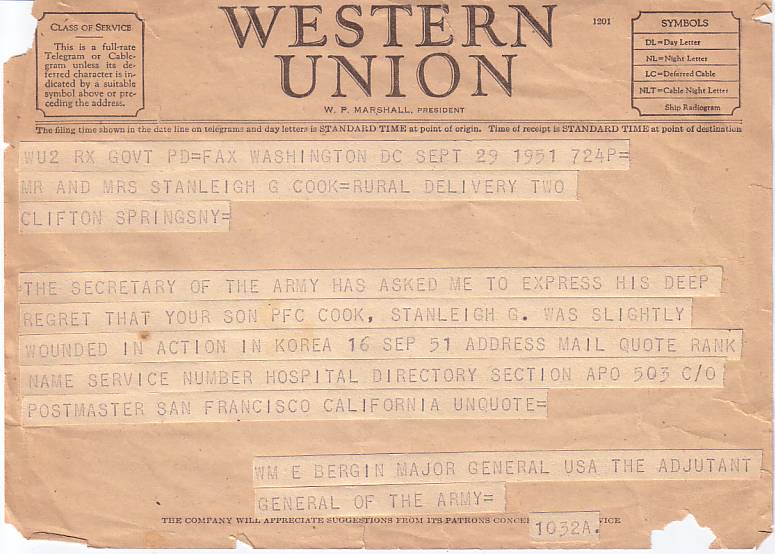 CLASS OF SERVICE
This is a full-rate
Telegram or Cable-
gram unless its de-
ferred character is in-
dicated by a suitable
symbol above or pre-
ceding the address.
WESTERN
UNION
W. P. MARSHALL, PRESIDENT
1201
SYMBOLS
DL=Day Letter
NL=Night Letter
LC=Deferred Cable
NLT=Cable Night Letter
Ship Radiogram
The filing time shown in the date line on telegrams and day letters is STANDARD TIME at point of origin. Time of receipt is STANDARD TIME at point of destination
WU2 RX GOVT PD=FAX WASHINGTON DC SEPT 29 1951 724P=
MR AND MRS STANLEIGH G COOK=RURAL DELIVERY TWO
CLIFTON SPRINGSNY=
THE SECRETARY OF THE ARMY HAS ASKED ME TO EXPRESS HIS DEEP
REGRET THAT YOUR SON PFC COOK, STANLEIGH G. WAS SLIGHTLY
WOUNDED IN ACTION IN KOREA 16 SEP 51 ADDRESS MAIL QUOTE RANK
NAME SERVICE NUMBER HOSPITAL DIRECTORY SECTION APO 503 C/O
POSTMASTER SAN FRANCISCO CALIFORNIA UNQUOTE=
WM E BERGIN MAJOR GENERAL USA THE ADJUTANT
GENERAL OF THE ARMY=
THE COMPANY WILL APPRECIATE SUGGESTIONS FROM ITS PATRONS
1032A.